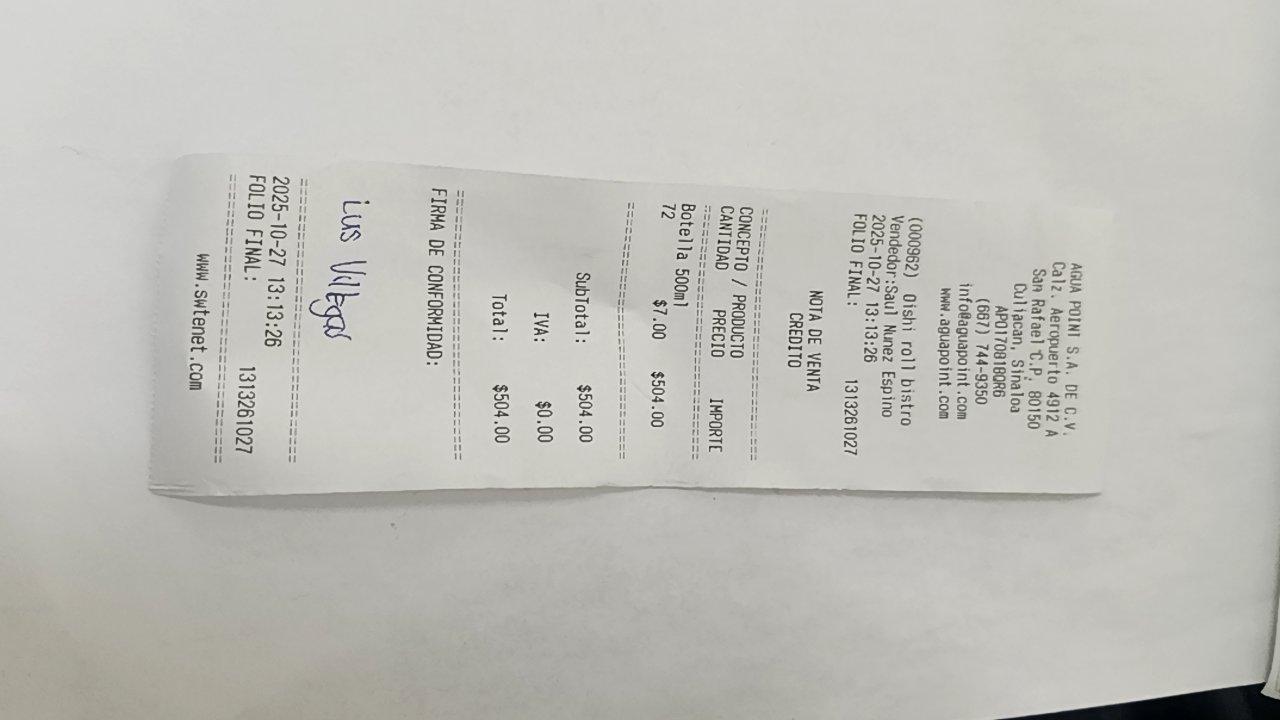 AGUA POINT S.A. DE C.V.
Calz. Aeropuerto 4912 A
San Rafael C.P. 80150
Culiacan, Sinaloa
APO170818QR6
(667) 744-9350
info@aguapoint.com
www.aguapoint.com
(000962) Oishi roll bistro
Vendedor:Saul Nunez Espino
2025-10-27 13:13:26
FOLIO FINAL: 1313261027
NOTA DE VENTA
CREDITO
CONCEPTO / PRODUCTO
CANTIDAD PRECIO IMPORTE
Botella 500ml
72 $7.00 $504.00
SubTotal: $504.00
IVA: $0.00
Total: $504.00
FIRMA DE CONFORMIDAD:
Luis Villegas
2025-10-27 13:13:26
FOLIO FINAL: 1313261027
www.swtenet.com